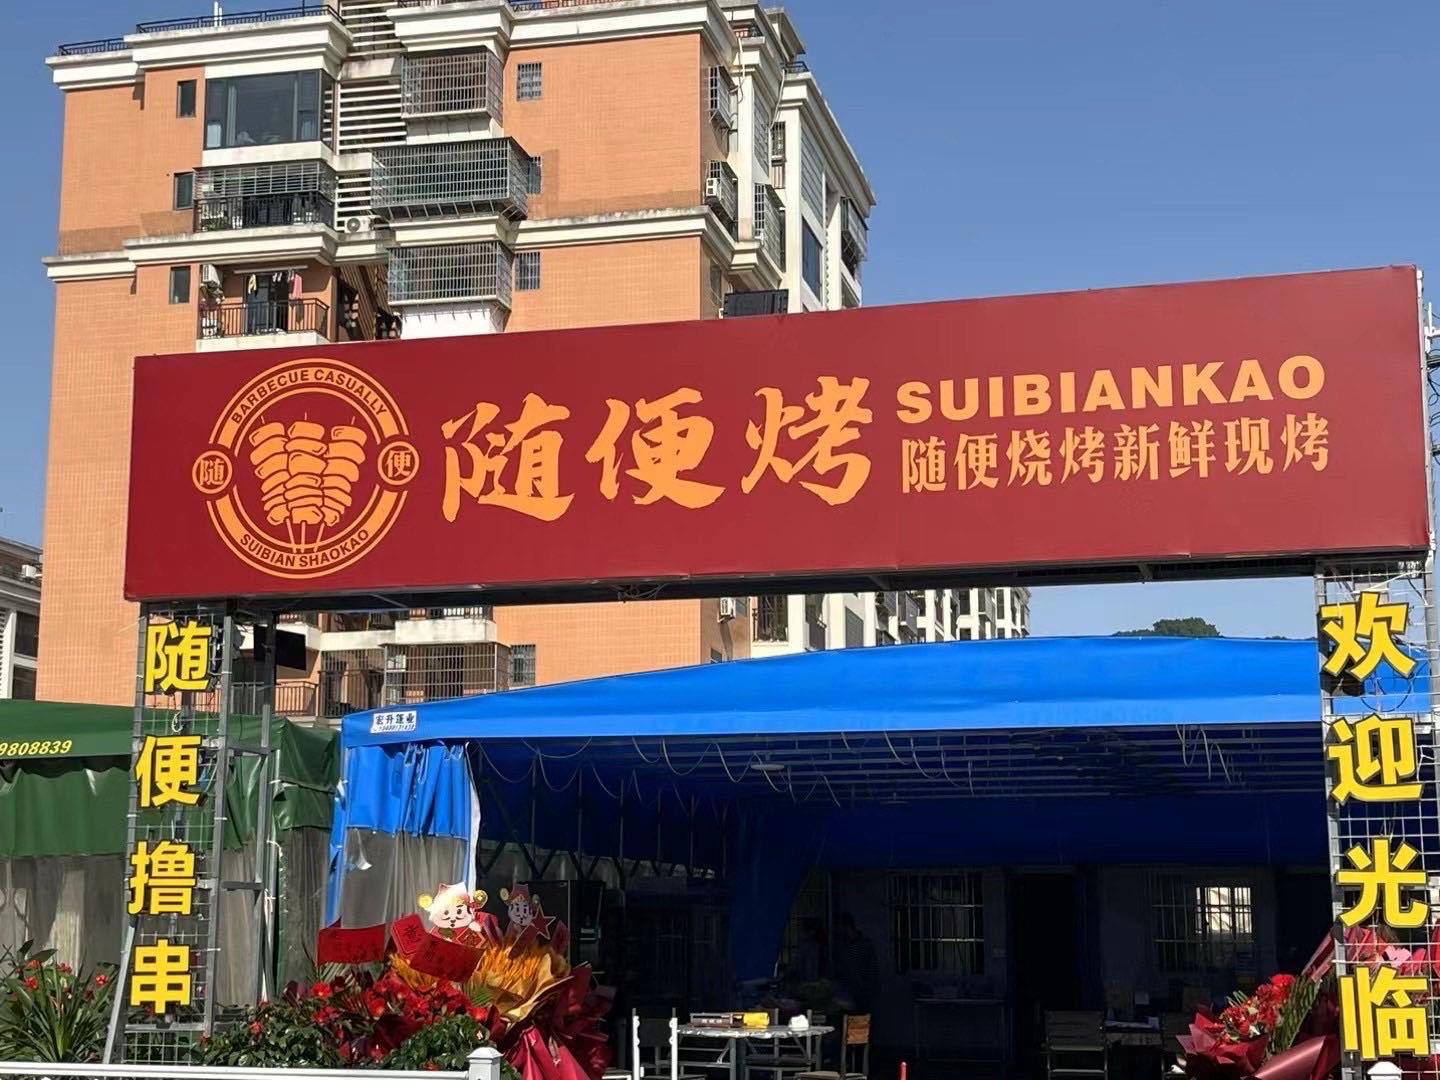 BARBECUE CASUALLY
随 便
SUIBIAN SHAOKAO
随便烤
SUIBIANKAO
随便烧烤新鲜现烤
随便撸串
欢迎光临
宏升篷业
9808839